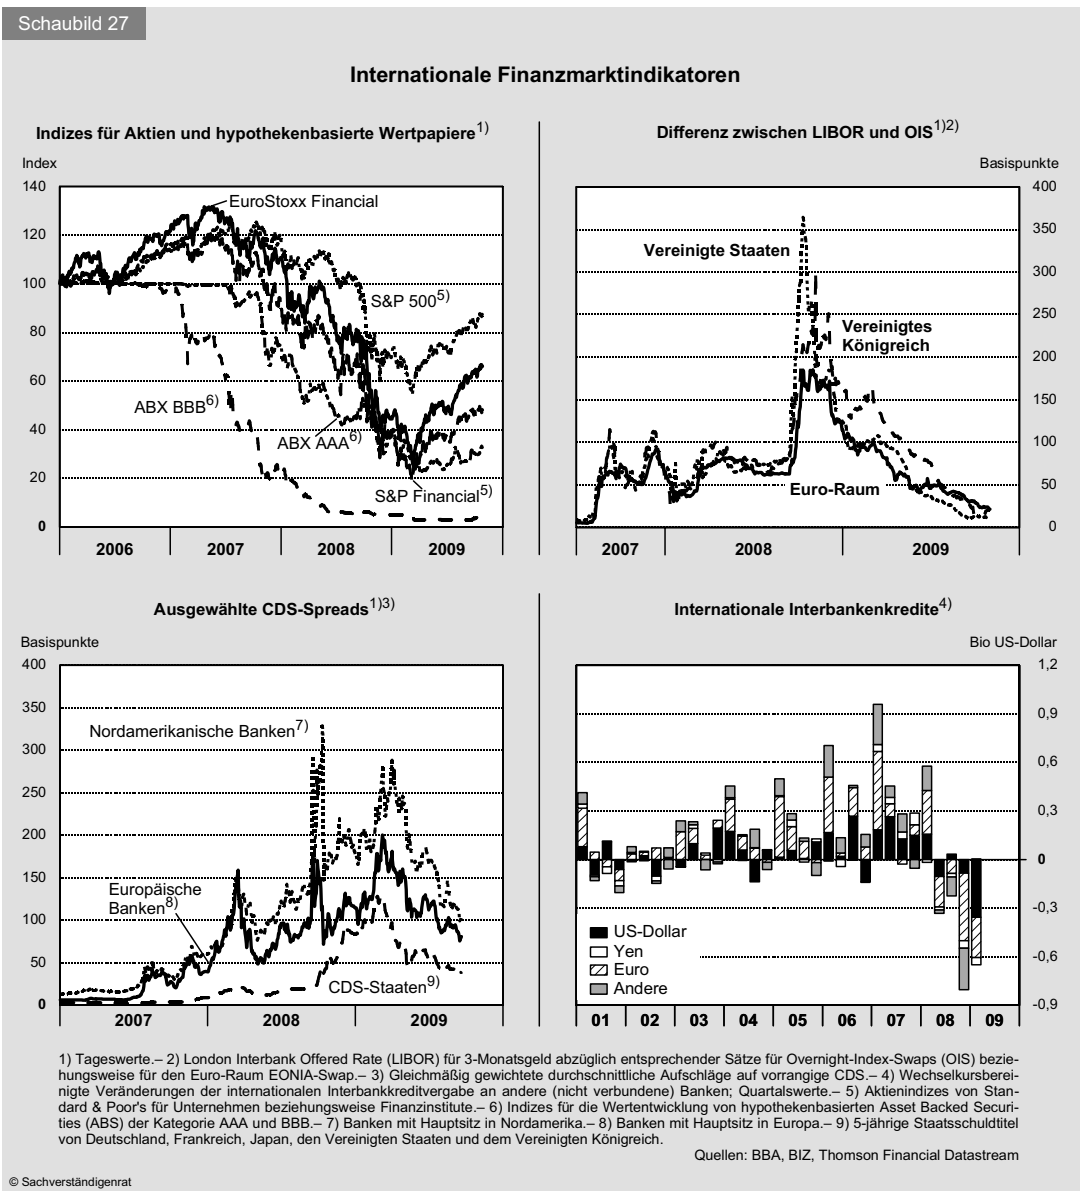 Schaubild 27
Internationale Finanzmarktindikatoren
Indizes für Aktien und hypothekenbasierte Wertpapiere1)
Index
140
120
100
80
60
40
20
0
EuroStoxx Financial
S&P 5005)
ABX BBB6)
ABX AAA6)
S&P Financial5)
2006 2007 2008 2009
Differenz zwischen LIBOR und OIS1)2)
Basispunkte
400
350
300
250
200
150
100
50
0
Vereinigte Staaten
Vereinigtes
Königreich
Euro-Raum
2007 2008 2009
Ausgewählte CDS-Spreads1)3)
Basispunkte
400
350
300
250
200
150
100
50
0
Nordamerikanische Banken7)
Europäische
Banken8)
CDS-Staaten9)
2007 2008 2009
Internationale Interbankenkredite4)
Bio US-Dollar
1,2
0,9
0,6
0,3
0
-0,3
-0,6
-0,9
US-Dollar
Yen
Euro
Andere
01 02 03 04 05 06 07 08 09
1) Tageswerte.– 2) London Interbank Offered Rate (LIBOR) für 3-Monatsgeld abzüglich entsprechender Sätze für Overnight-Index-Swaps (OIS) bezie-
hungsweise für den Euro-Raum EONIA-Swap.– 3) Gleichmäßig gewichtete durchschnittliche Aufschläge auf vorrangige CDS.– 4) Wechselkursberei-
nigte Veränderungen der internationalen Interbankkreditvergabe an andere (nicht verbundene) Banken; Quartalswerte.– 5) Aktienindizes von Stan-
dard & Poor's für Unternehmen beziehungsweise Finanzinstitute.– 6) Indizes für die Wertentwicklung von hypothekenbasierten Asset Backed Securi-
ties (ABS) der Kategorie AAA und BBB.– 7) Banken mit Hauptsitz in Nordamerika.– 8) Banken mit Hauptsitz in Europa.– 9) 5-jährige Staatsschuldtitel
von Deutschland, Frankreich, Japan, den Vereinigten Staaten und dem Vereinigten Königreich.
Quellen: BBA, BIZ, Thomson Financial Datastream
© Sachverständigenrat